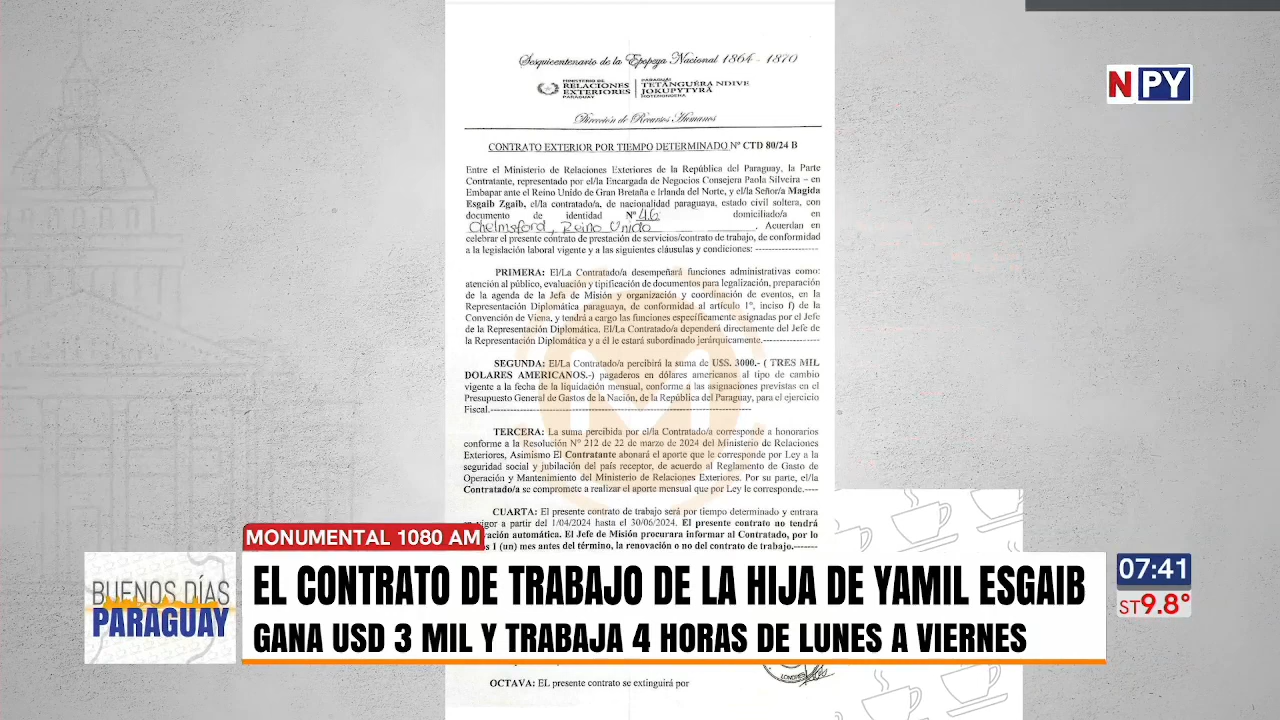 Sesquicentenario de la Epopeya Nacional 1864 - 1870
MINISTERIO DE
RELACIONES
EXTERIORES
PARAGUAY
PARAGUÁI
TETÃNGUÉRA NDIVE
JOKUPYTYRÃ
MOTENONDEHA
Dirección de Recursos Humanos
CONTRATO EXTERIOR POR TIEMPO DETERMINADO Nº CTD 80/24 B
Entre el Ministerio de Relaciones Exteriores de la República del Paraguay, la Parte
Contratante, representado por el/la Encargada de Negocios Consejera Paola Silveira – en
Embapar ante el Reino Unido de Gran Bretaña e Irlanda del Norte, y el/la Señor/a Magida
Esgaib Zgaib, el/la contratado/a, de nacionalidad paraguaya, estado civil soltera, con
documento de identidad Nº 4.6 domiciliado/a en
Chelmsford, Reino Unido. Acuerdan en
celebrar el presente contrato de prestación de servicios/contrato de trabajo, de conformidad
a la legislación laboral vigente y a las siguientes cláusulas y condiciones: ------------------
PRIMERA: El/La Contratado/a desempeñará funciones administrativas como:
atención al público, evaluación y tipificación de documentos para legalización, preparación
de la agenda de la Jefa de Misión y organización y coordinación de eventos, en la
Representación Diplomática paraguaya, de conformidad al artículo 1º, inciso f) de la
Convención de Viena, y tendrá a cargo las funciones específicamente asignadas por el Jefe
de la Representación Diplomática. El/La Contratado/a dependerá directamente del Jefe de
la Representación Diplomática y a él le estará subordinado jerárquicamente.---------------
SEGUNDA: El/La Contratado/a percibirá la suma de U$S. 3000.- ( TRES MIL
DOLARES AMERICANOS.-) pagaderos en dólares americanos al tipo de cambio
vigente a la fecha de la liquidación mensual, conforme a las asignaciones previstas en el
Presupuesto General de Gastos de la Nación, de la República del Paraguay, para el ejercicio
Fiscal.------------------------------------------------------------------
TERCERA: La suma percibida por el/la Contratado/a corresponde a honorarios
conforme a la Resolución Nº 212 de 22 de marzo de 2024 del Ministerio de Relaciones
Exteriores, Asimismo El Contratante abonará el aporte que le corresponde por Ley a la
seguridad social y jubilación del país receptor, de acuerdo al Reglamento de Gasto de
Operación y Mantenimiento del Ministerio de Relaciones Exteriores. Por su parte, el/la
Contratado/a se compromete a realizar el aporte mensual que por Ley le corresponde.----
CUARTA: El presente contrato de trabajo será por tiempo determinado y entrara
en vigor a partir del 1/04/2024 hasta el 30/06/2024. El presente contrato no tendrá
automática. El Jefe de Misión procurara informar al Contratado, por lo
1 (un) mes antes del término, la renovación o no del contrato de trabajo.-------
NPY
MONUMENTAL 1080 AM
BUENOS DÍAS
PARAGUAY
EL CONTRATO DE TRABAJO DE LA HIJA DE YAMIL ESGAIB
GANA USD 3 MIL Y TRABAJA 4 HORAS DE LUNES A VIERNES
07:41
ST 9.8°
LONDRES
OCTAVA: EL presente contrato se extinguirá por